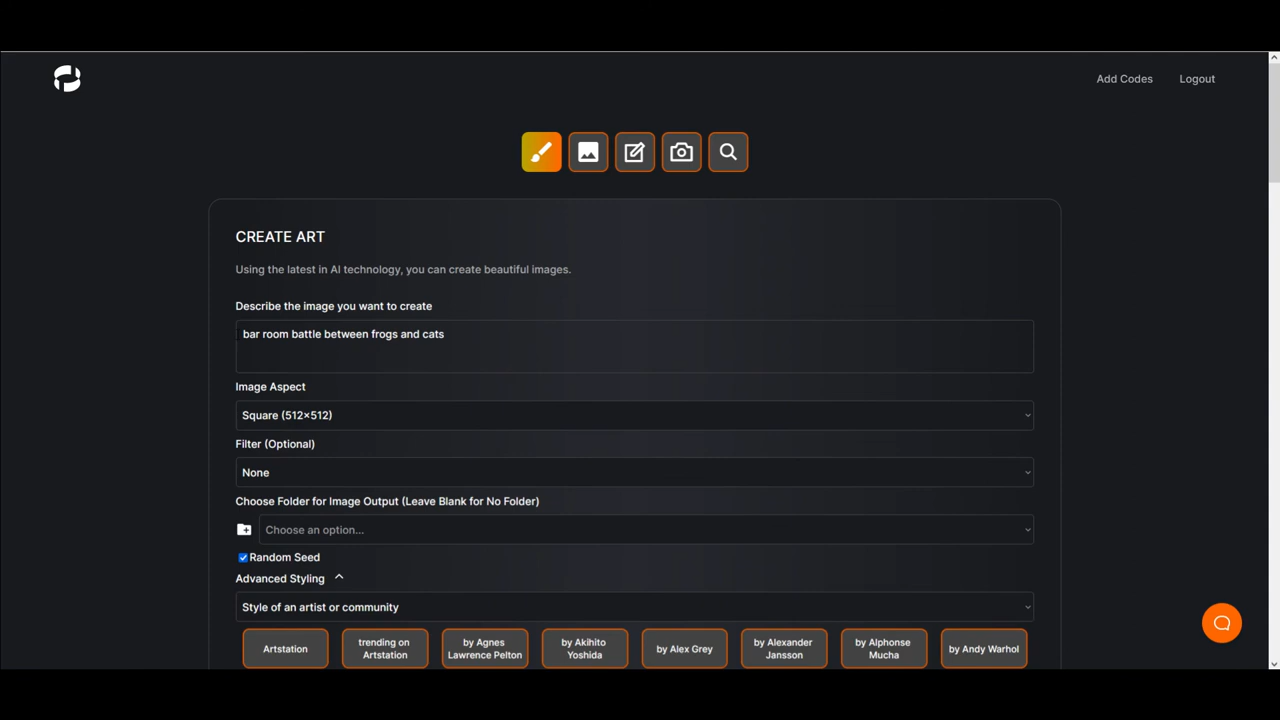 Add Codes Logout
CREATE ART
Using the latest in AI technology, you can create beautiful images.
Describe the image you want to create
bar room battle between frogs and cats
Image Aspect
Square (512×512)
Filter (Optional)
None
Choose Folder for Image Output (Leave Blank for No Folder)
Choose an option...
Random Seed
Advanced Styling
Style of an artist or community
Artstation
trending on
Artstation
by Agnes
Lawrence Pelton
by Akihito
Yoshida
by Alex Grey
by Alexander
Jansson
by Alphonse
Mucha
by Andy Warhol